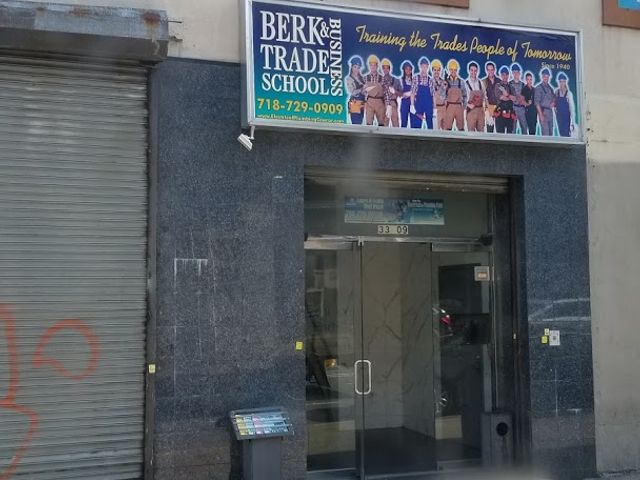 BERK &
TRADE
SCHOOL
BUSINESS
718-729-0909
Training the Trades People of Tomorrow
Since 1940
33 09